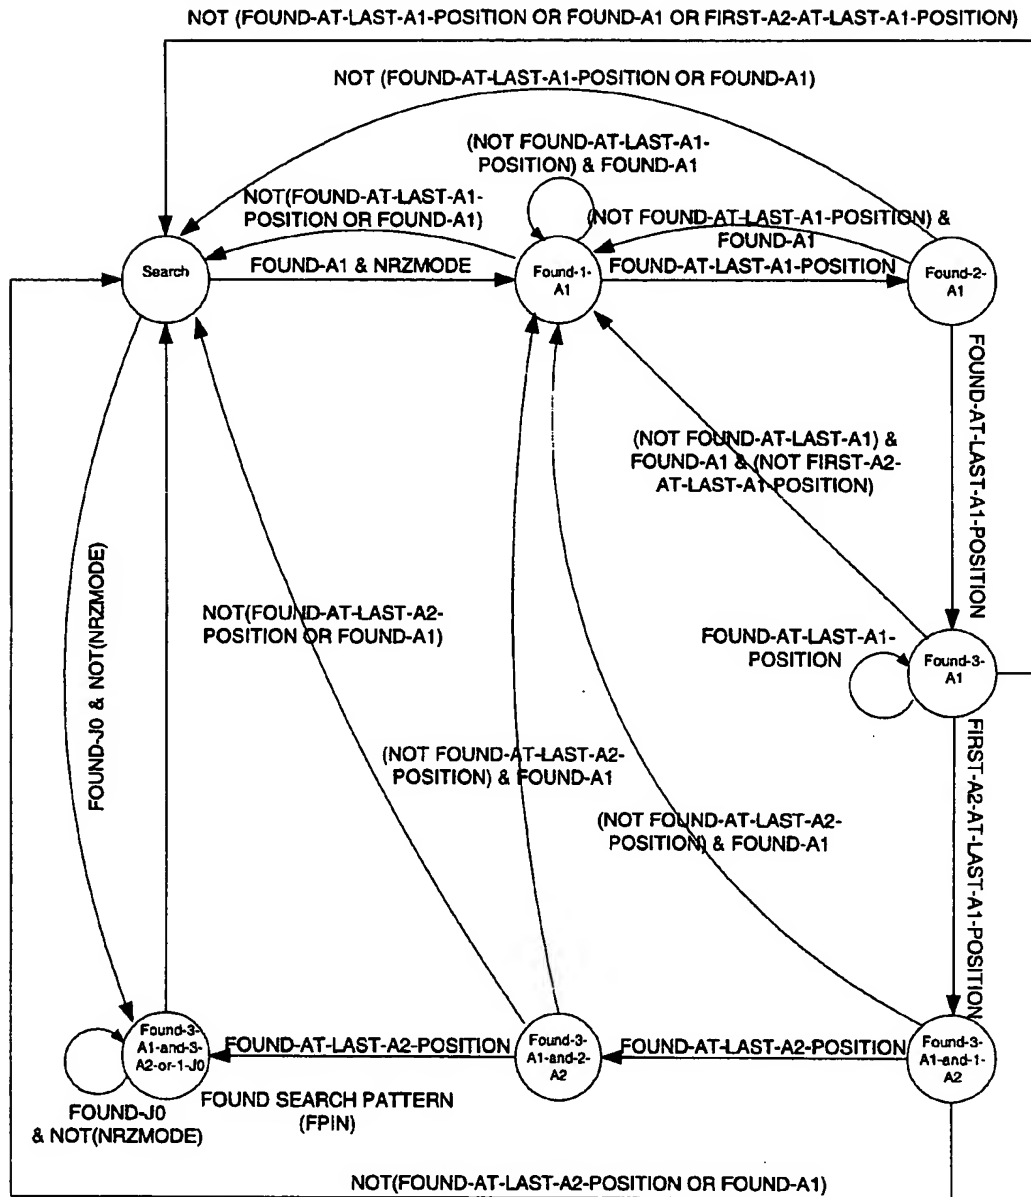 NOT (FOUND-AT-LAST-A1-POSITION OR FOUND-A1 OR FIRST-A2-AT-LAST-A1-POSITION)
NOT (FOUND-AT-LAST-A1-POSITION OR FOUND-A1)
(NOT FOUND-AT-LAST-A1-
POSITION) & FOUND-A1
NOT(FOUND-AT-LAST-A1-
POSITION OR FOUND-A1)
(NOT FOUND-AT-LAST-A1-POSITION) &
FOUND-A1
Search
FOUND-A1 & NRZMODE
Found-1-
A1
FOUND-AT-LAST-A1-POSITION
Found-2-
A1
FOUND-AT-LAST-A1-POSITION
(NOT FOUND-AT-LAST-A1) &
FOUND-A1 & (NOT FIRST-A2-
AT-LAST-A1-POSITION)
FOUND-J0 & NOT(NRZMODE)
NOT(FOUND-AT-LAST-A2-
POSITION OR FOUND-A1)
FOUND-AT-LAST-A1-
POSITION
Found-3-
A1
(NOT FOUND-AT-LAST-A2-
POSITION) & FOUND-A1
(NOT FOUND-AT-LAST-A2-
POSITION) & FOUND-A1
FIRST-A2-AT-LAST-A1-POSITION
Found-3-
A1-and-3-
A2-or-1-J0
FOUND-AT-LAST-A2-POSITION
Found-3-
A1-and-2-
A2
FOUND-AT-LAST-A2-POSITION
Found-3-
A1-and-1-
A2
FOUND SEARCH PATTERN
(FPIN)
FOUND-J0
& NOT(NRZMODE)
NOT(FOUND-AT-LAST-A2-POSITION OR FOUND-A1)